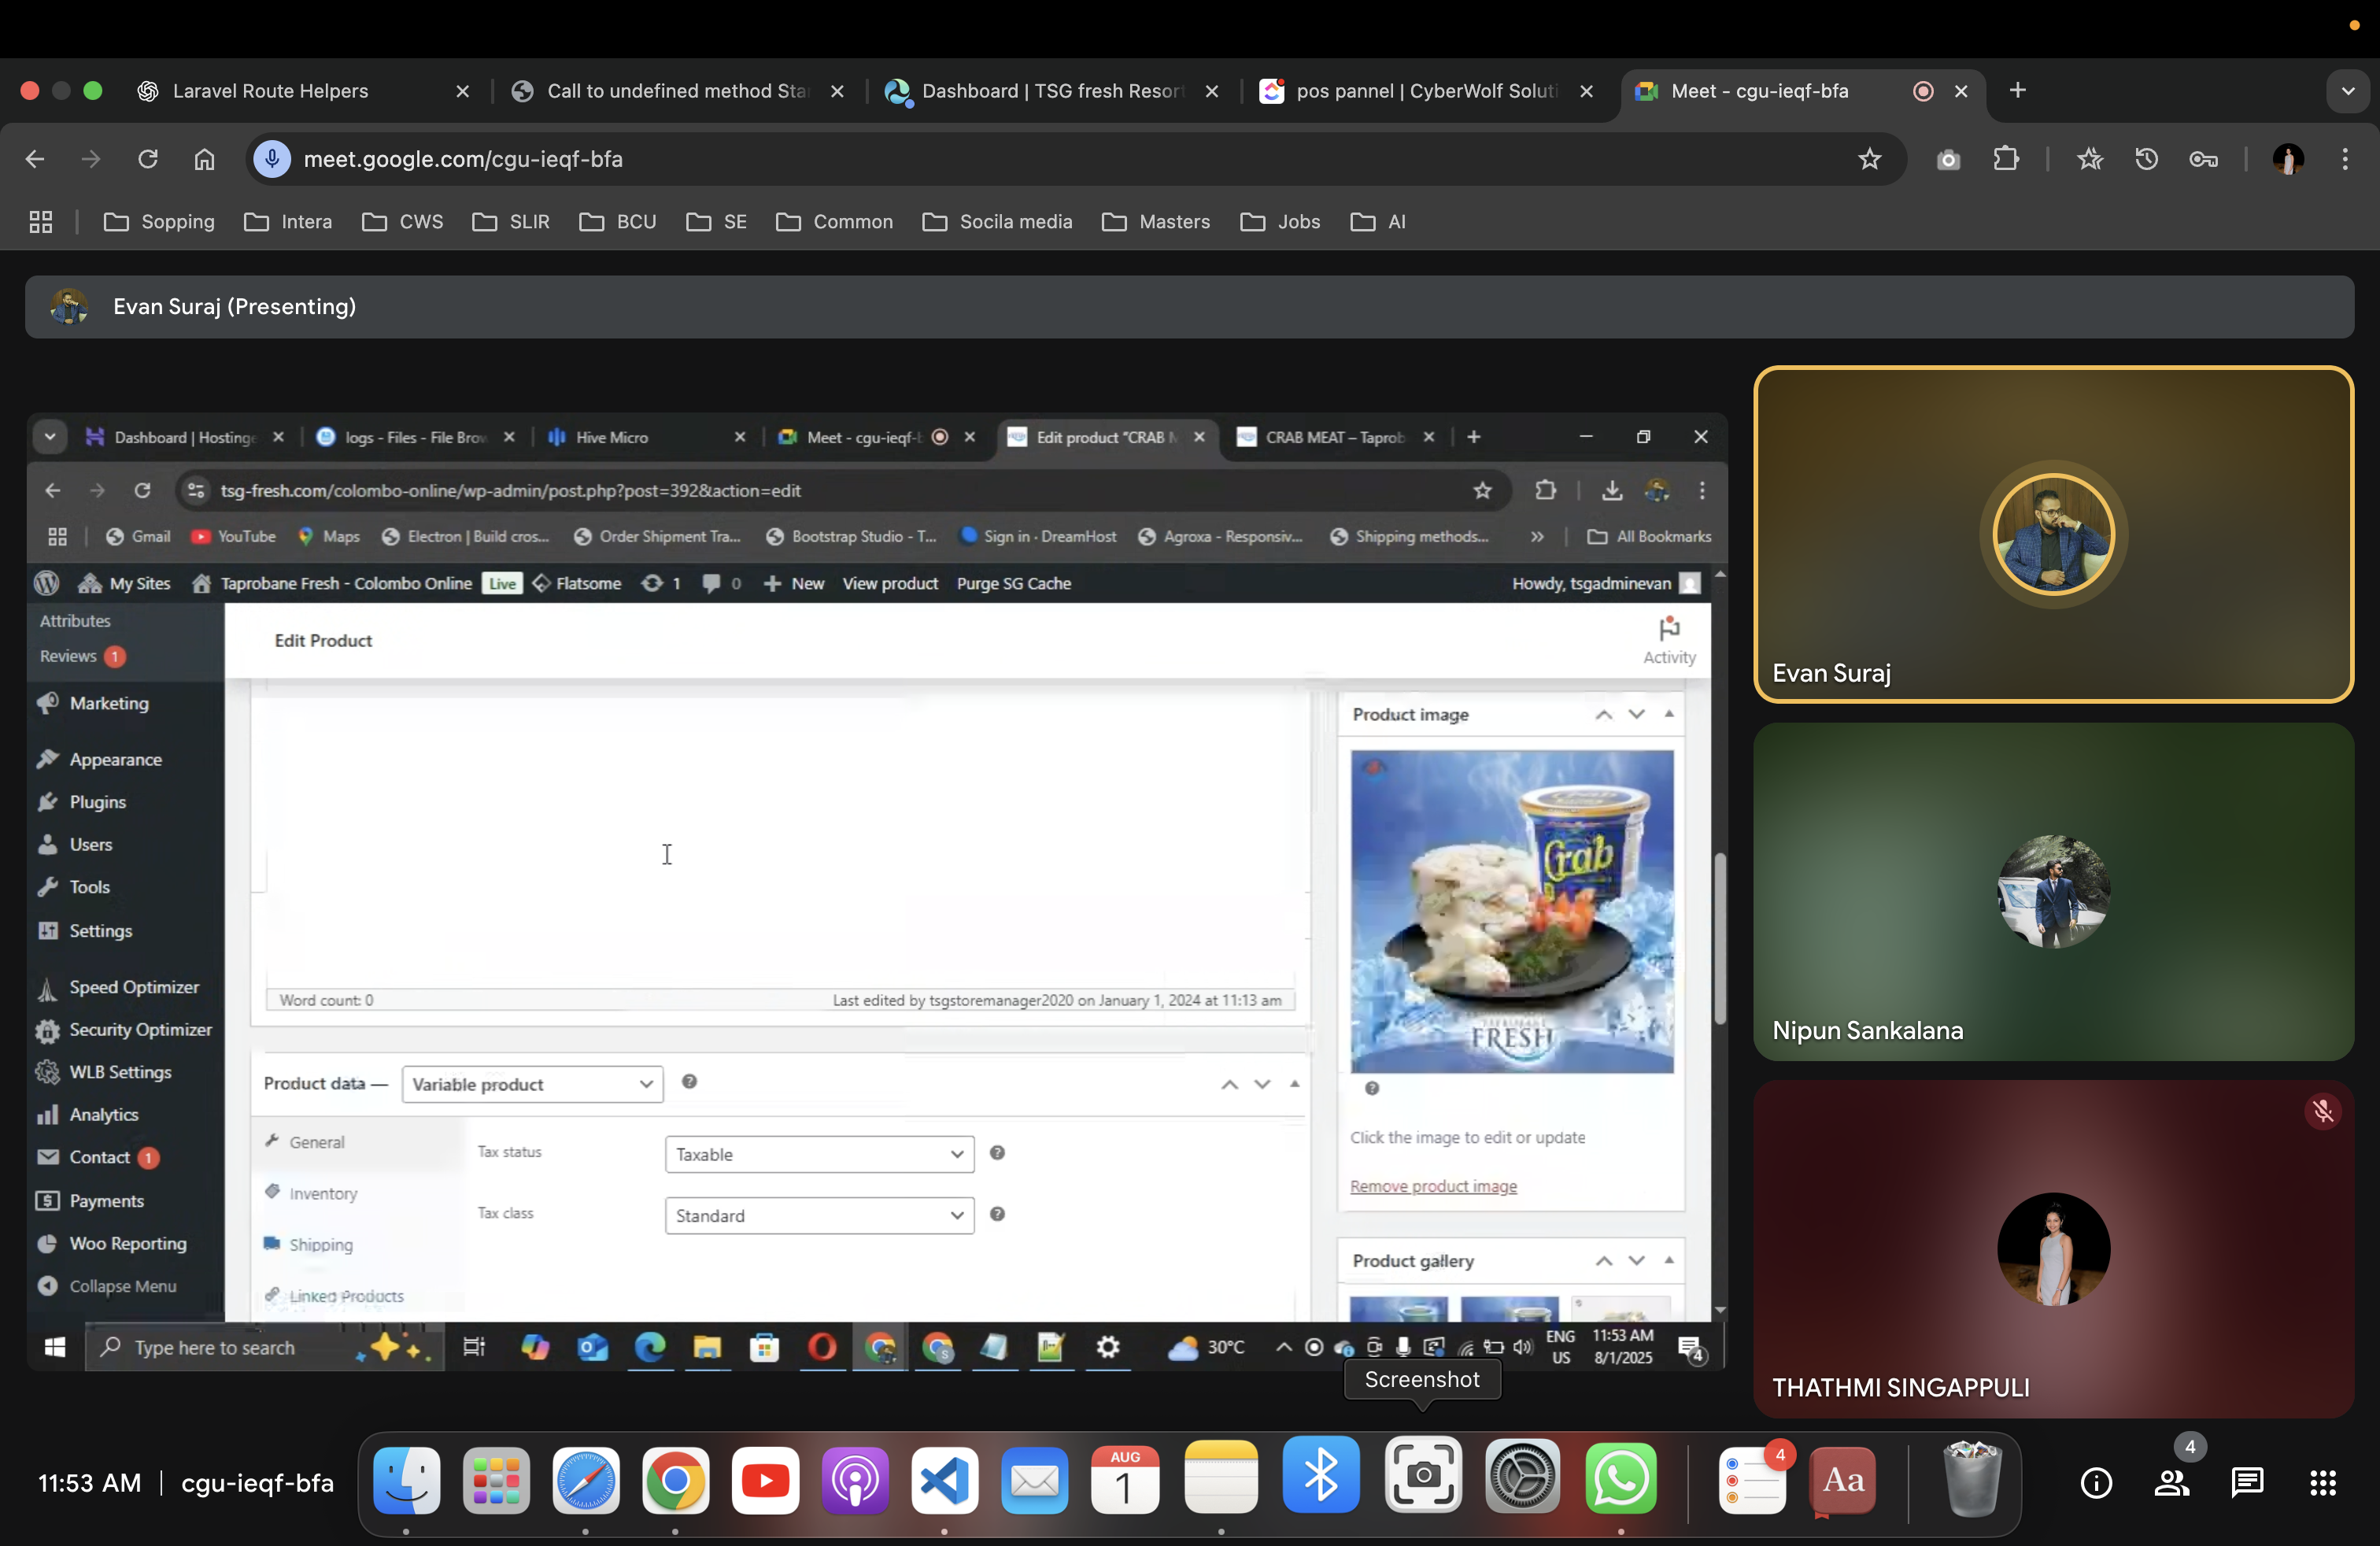 Laravel Route Helpers
Call to undefined method Sta
Dashboard | TSG fresh Resort
pos pannel | CyberWolf Soluti
Meet - cgu-ieqf-bfa
meet.google.com/cgu-ieqf-bfa
Sopping
Intera
CWS
SLIR
BCU
SE
Common
Socila media
Masters
Jobs
AI
Evan Suraj (Presenting)
Dashboard | Hostinge
logs - Files - File Brow
Hive Micro
Meet - cgu-ieqf-b
Edit product "CRAB M
CRAB MEAT – Taprob
tsg-fresh.com/colombo-online/wp-admin/post.php?post=392&action=edit
Gmail
YouTube
Maps
Electron | Build cros...
Order Shipment Tra...
Bootstrap Studio - T...
Sign in · DreamHost
Agroxa - Responsiv...
Shipping methods...
All Bookmarks
My Sites
Taprobane Fresh - Colombo Online
Live
Flatsome
1
0
New
View product
Purge SG Cache
Howdy, tsgadminevan
Attributes
Reviews 1
Marketing
Appearance
Plugins
Users
Tools
Settings
Speed Optimizer
Security Optimizer
WLB Settings
Analytics
Contact 1
Payments
Woo Reporting
Collapse Menu
Edit Product
Activity
Word count: 0
Last edited by tsgstoremanager2020 on January 1, 2024 at 11:13 am
Product data —
Variable product
General
Inventory
Shipping
Linked Products
Tax status
Taxable
Tax class
Standard
Product image
Crab
FRESH
Click the image to edit or update
Remove product image
Product gallery
Type here to search
30°C
ENG
US
11:53 AM
8/1/2025
4
Screenshot
Evan Suraj
Nipun Sankalana
THATHMI SINGAPPULI
11:53 AM
cgu-ieqf-bfa
AUG
1
4
Aa
4